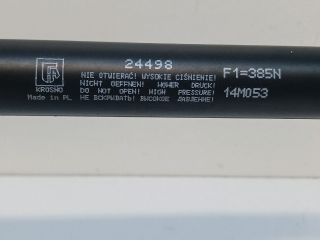 24498
NIE OTWIERAĆ! WYSOKIE CIŚNIENIE!
NICHT OEFFNEN! HOHER DRUCK!
DO NOT OPEN! HIGH PRESSURE!
НЕ ВСКРЫВАТЬ! ВЫСОКОЕ ДАВЛЕНИЕ!
KROSNO
Made in PL
F1=385N
14M053